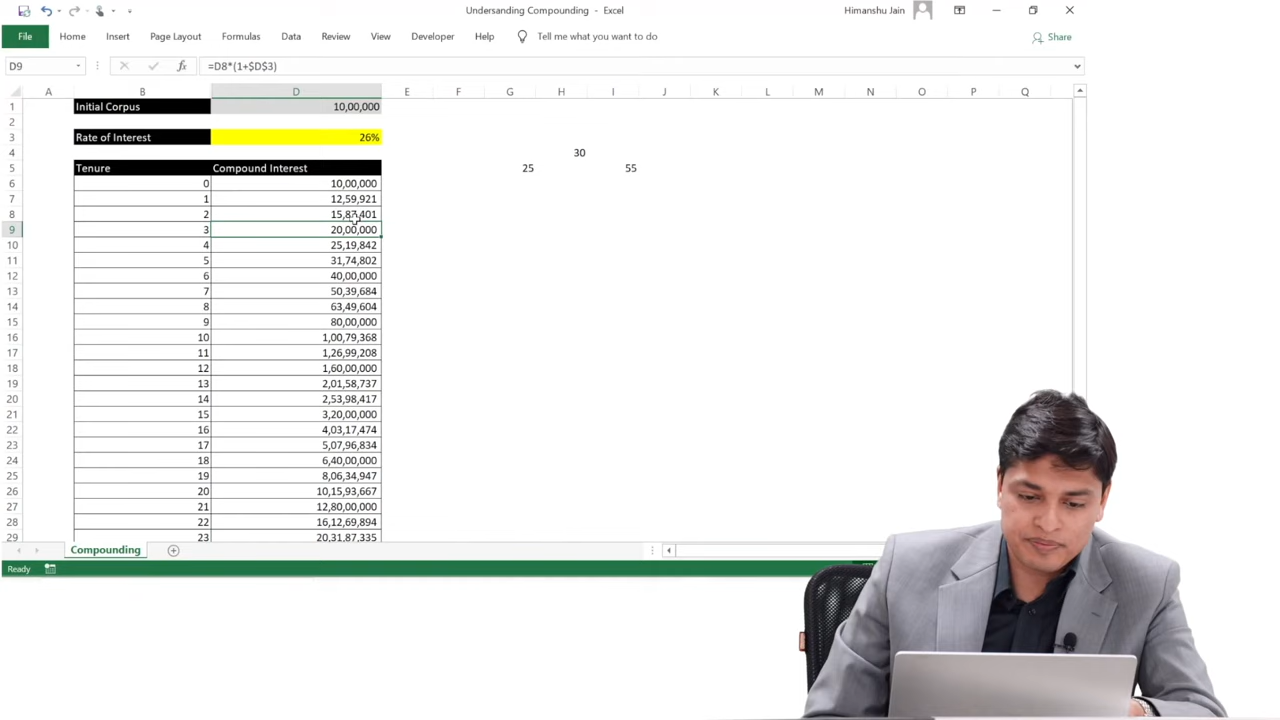 Undersanding Compounding - Excel
Himanshu Jain
File Home Insert Page Layout Formulas Data Review View Developer Help Tell me what you want to do Share
D9 fx =D8*(1+$D$3)
A B D E F G H I J K L M N O P Q
1 Initial Corpus 10,00,000
2
3 Rate of Interest 26%
4 30
5 Tenure Compound Interest 25 55
6 0 10,00,000
7 1 12,59,921
8 2 15,87,401
9 3 20,00,000
10 4 25,19,842
11 5 31,74,802
12 6 40,00,000
13 7 50,39,684
14 8 63,49,604
15 9 80,00,000
16 10 1,00,79,368
17 11 1,26,99,208
18 12 1,60,00,000
19 13 2,01,58,737
20 14 2,53,98,417
21 15 3,20,00,000
22 16 4,03,17,474
23 17 5,07,96,834
24 18 6,40,00,000
25 19 8,06,34,947
26 20 10,15,93,667
27 21 12,80,00,000
28 22 16,12,69,894
29 23 20,31,87,335
Compounding
Ready